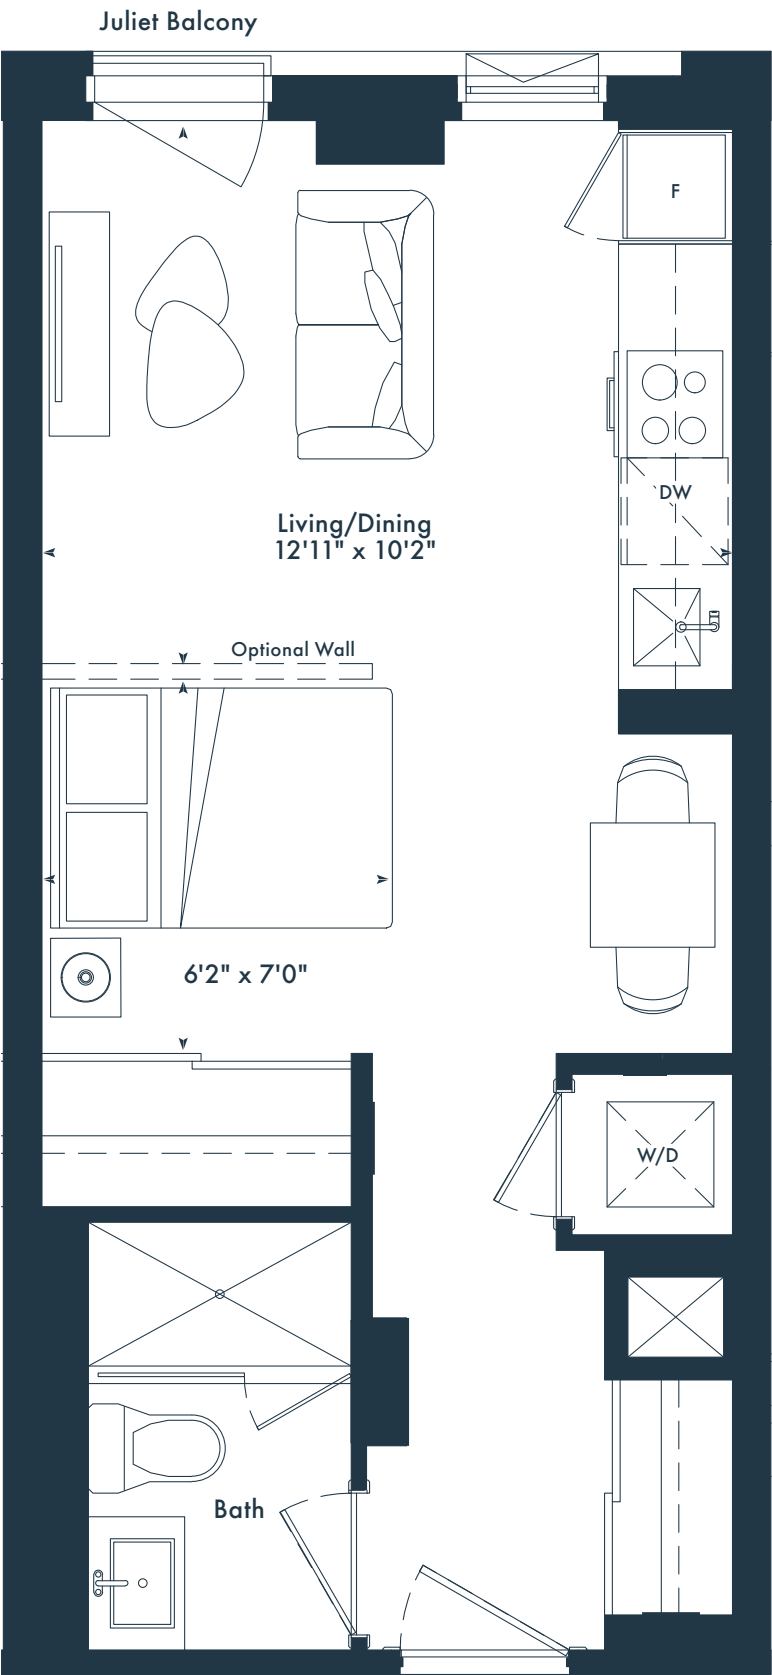 Juliet Balcony
F
DW
Living/Dining
12'11" x 10'2"
Optional Wall
6'2" x 7'0"
W/D
Bath